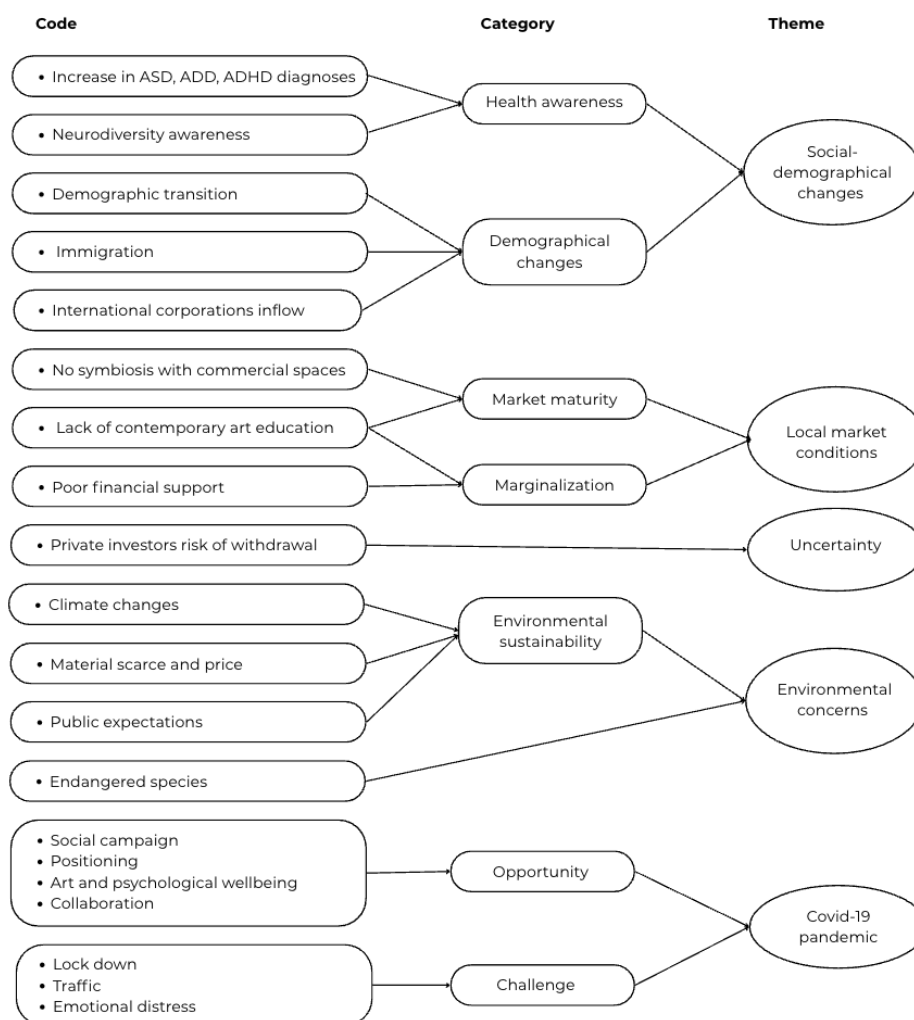 Code Category Theme
• Increase in ASD, ADD, ADHD diagnoses
• Neurodiversity awareness
Health awareness
• Demographic transition
• Immigration
• International corporations inflow
Demographical
changes
Social-
demographical
changes
• No symbiosis with commercial spaces
• Lack of contemporary art education
• Poor financial support
Market maturity
Marginalization
Local market
conditions
• Private investors risk of withdrawal
Uncertainty
• Climate changes
• Material scarce and price
• Public expectations
• Endangered species
Environmental
sustainability
Environmental
concerns
• Social campaign
• Positioning
• Art and psychological wellbeing
• Collaboration
Opportunity
• Lock down
• Traffic
• Emotional distress
Challenge
Covid-19
pandemic